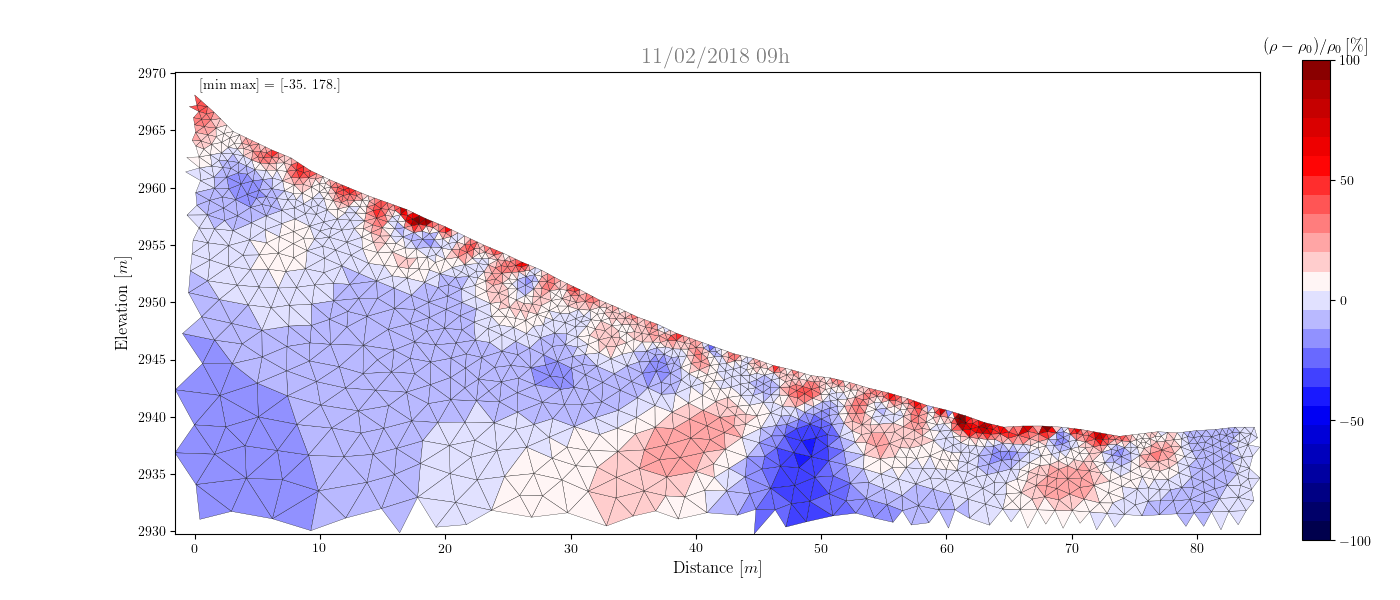 11/02/2018 09h
(ρ − ρ₀)/ρ₀ [%]
[min max] = [-35. 178.]
2970
2965
2960
2955
2950
2945
2940
2935
2930
Elevation [m]
0 10 20 30 40 50 60 70 80
Distance [m]
100
50
0
−50
−100